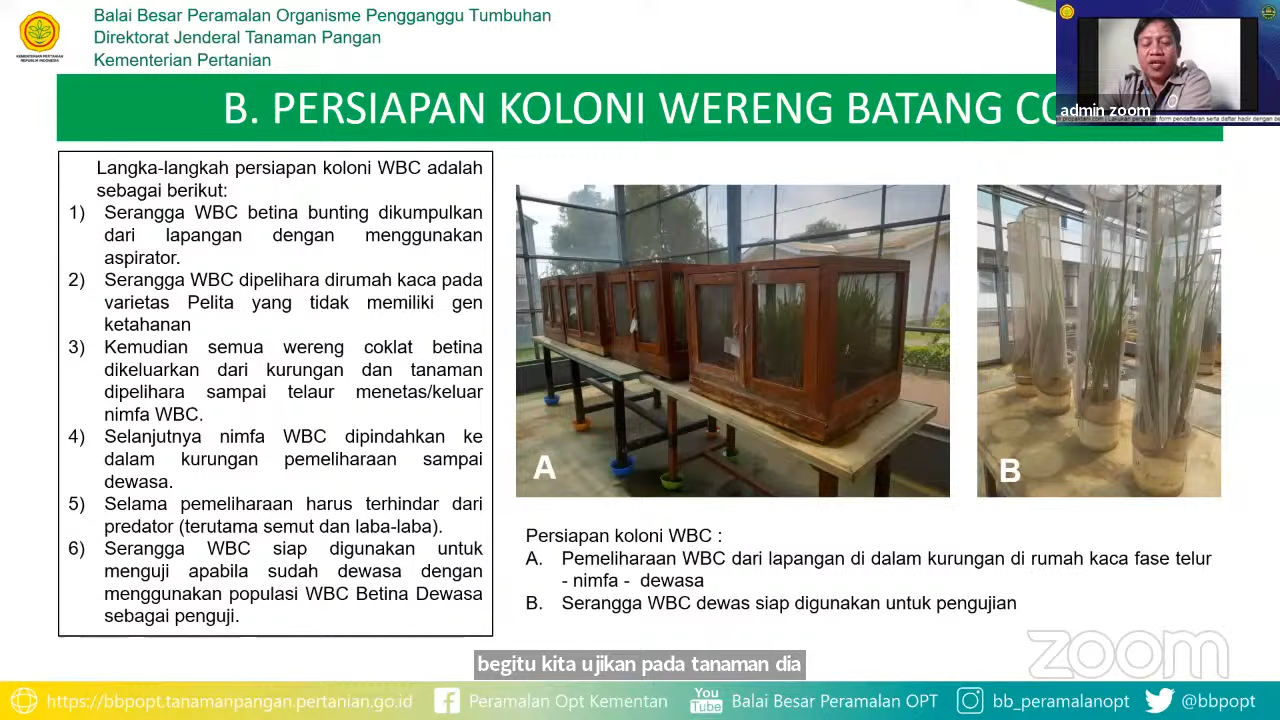 Balai Besar Peramalan Organisme Pengganggu Tumbuhan
Direktorat Jenderal Tanaman Pangan
Kementerian Pertanian
KEMENTERIAN PERTANIAN
REPUBLIK INDONESIA
admin zoom
B. PERSIAPAN KOLONI WERENG BATANG CO
Langka-langkah persiapan koloni WBC adalah
sebagai berikut:
1) Serangga WBC betina bunting dikumpulkan
dari lapangan dengan menggunakan
aspirator.
2) Serangga WBC dipelihara dirumah kaca pada
varietas Pelita yang tidak memiliki gen
ketahanan
3) Kemudian semua wereng coklat betina
dikeluarkan dari kurungan dan tanaman
dipelihara sampai telaur menetas/keluar
nimfa WBC.
4) Selanjutnya nimfa WBC dipindahkan ke
dalam kurungan pemeliharaan sampai
dewasa.
5) Selama pemeliharaan harus terhindar dari
predator (terutama semut dan laba-laba).
6) Serangga WBC siap digunakan untuk
menguji apabila sudah dewasa dengan
menggunakan populasi WBC Betina Dewasa
sebagai penguji.
A
B
Persiapan koloni WBC :
A. Pemeliharaan WBC dari lapangan di dalam kurungan di rumah kaca fase telur
- nimfa - dewasa
B. Serangga WBC dewas siap digunakan untuk pengujian
zoom
begitu kita ujikan pada tanaman dia
https://bbpopt.tanamanpangan.pertanian.go.id
Peramalan Opt Kementan
You Tube
Balai Besar Peramalan OPT
bb_peramalanopt
@bbpopt